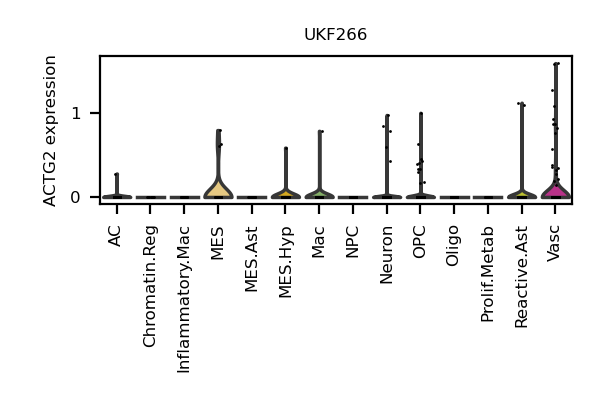 UKF266
ACTG2 expression
1
0
AC
Chromatin.Reg
Inflammatory.Mac
MES
MES.Ast
MES.Hyp
Mac
NPC
Neuron
OPC
Oligo
Prolif.Metab
Reactive.Ast
Vasc